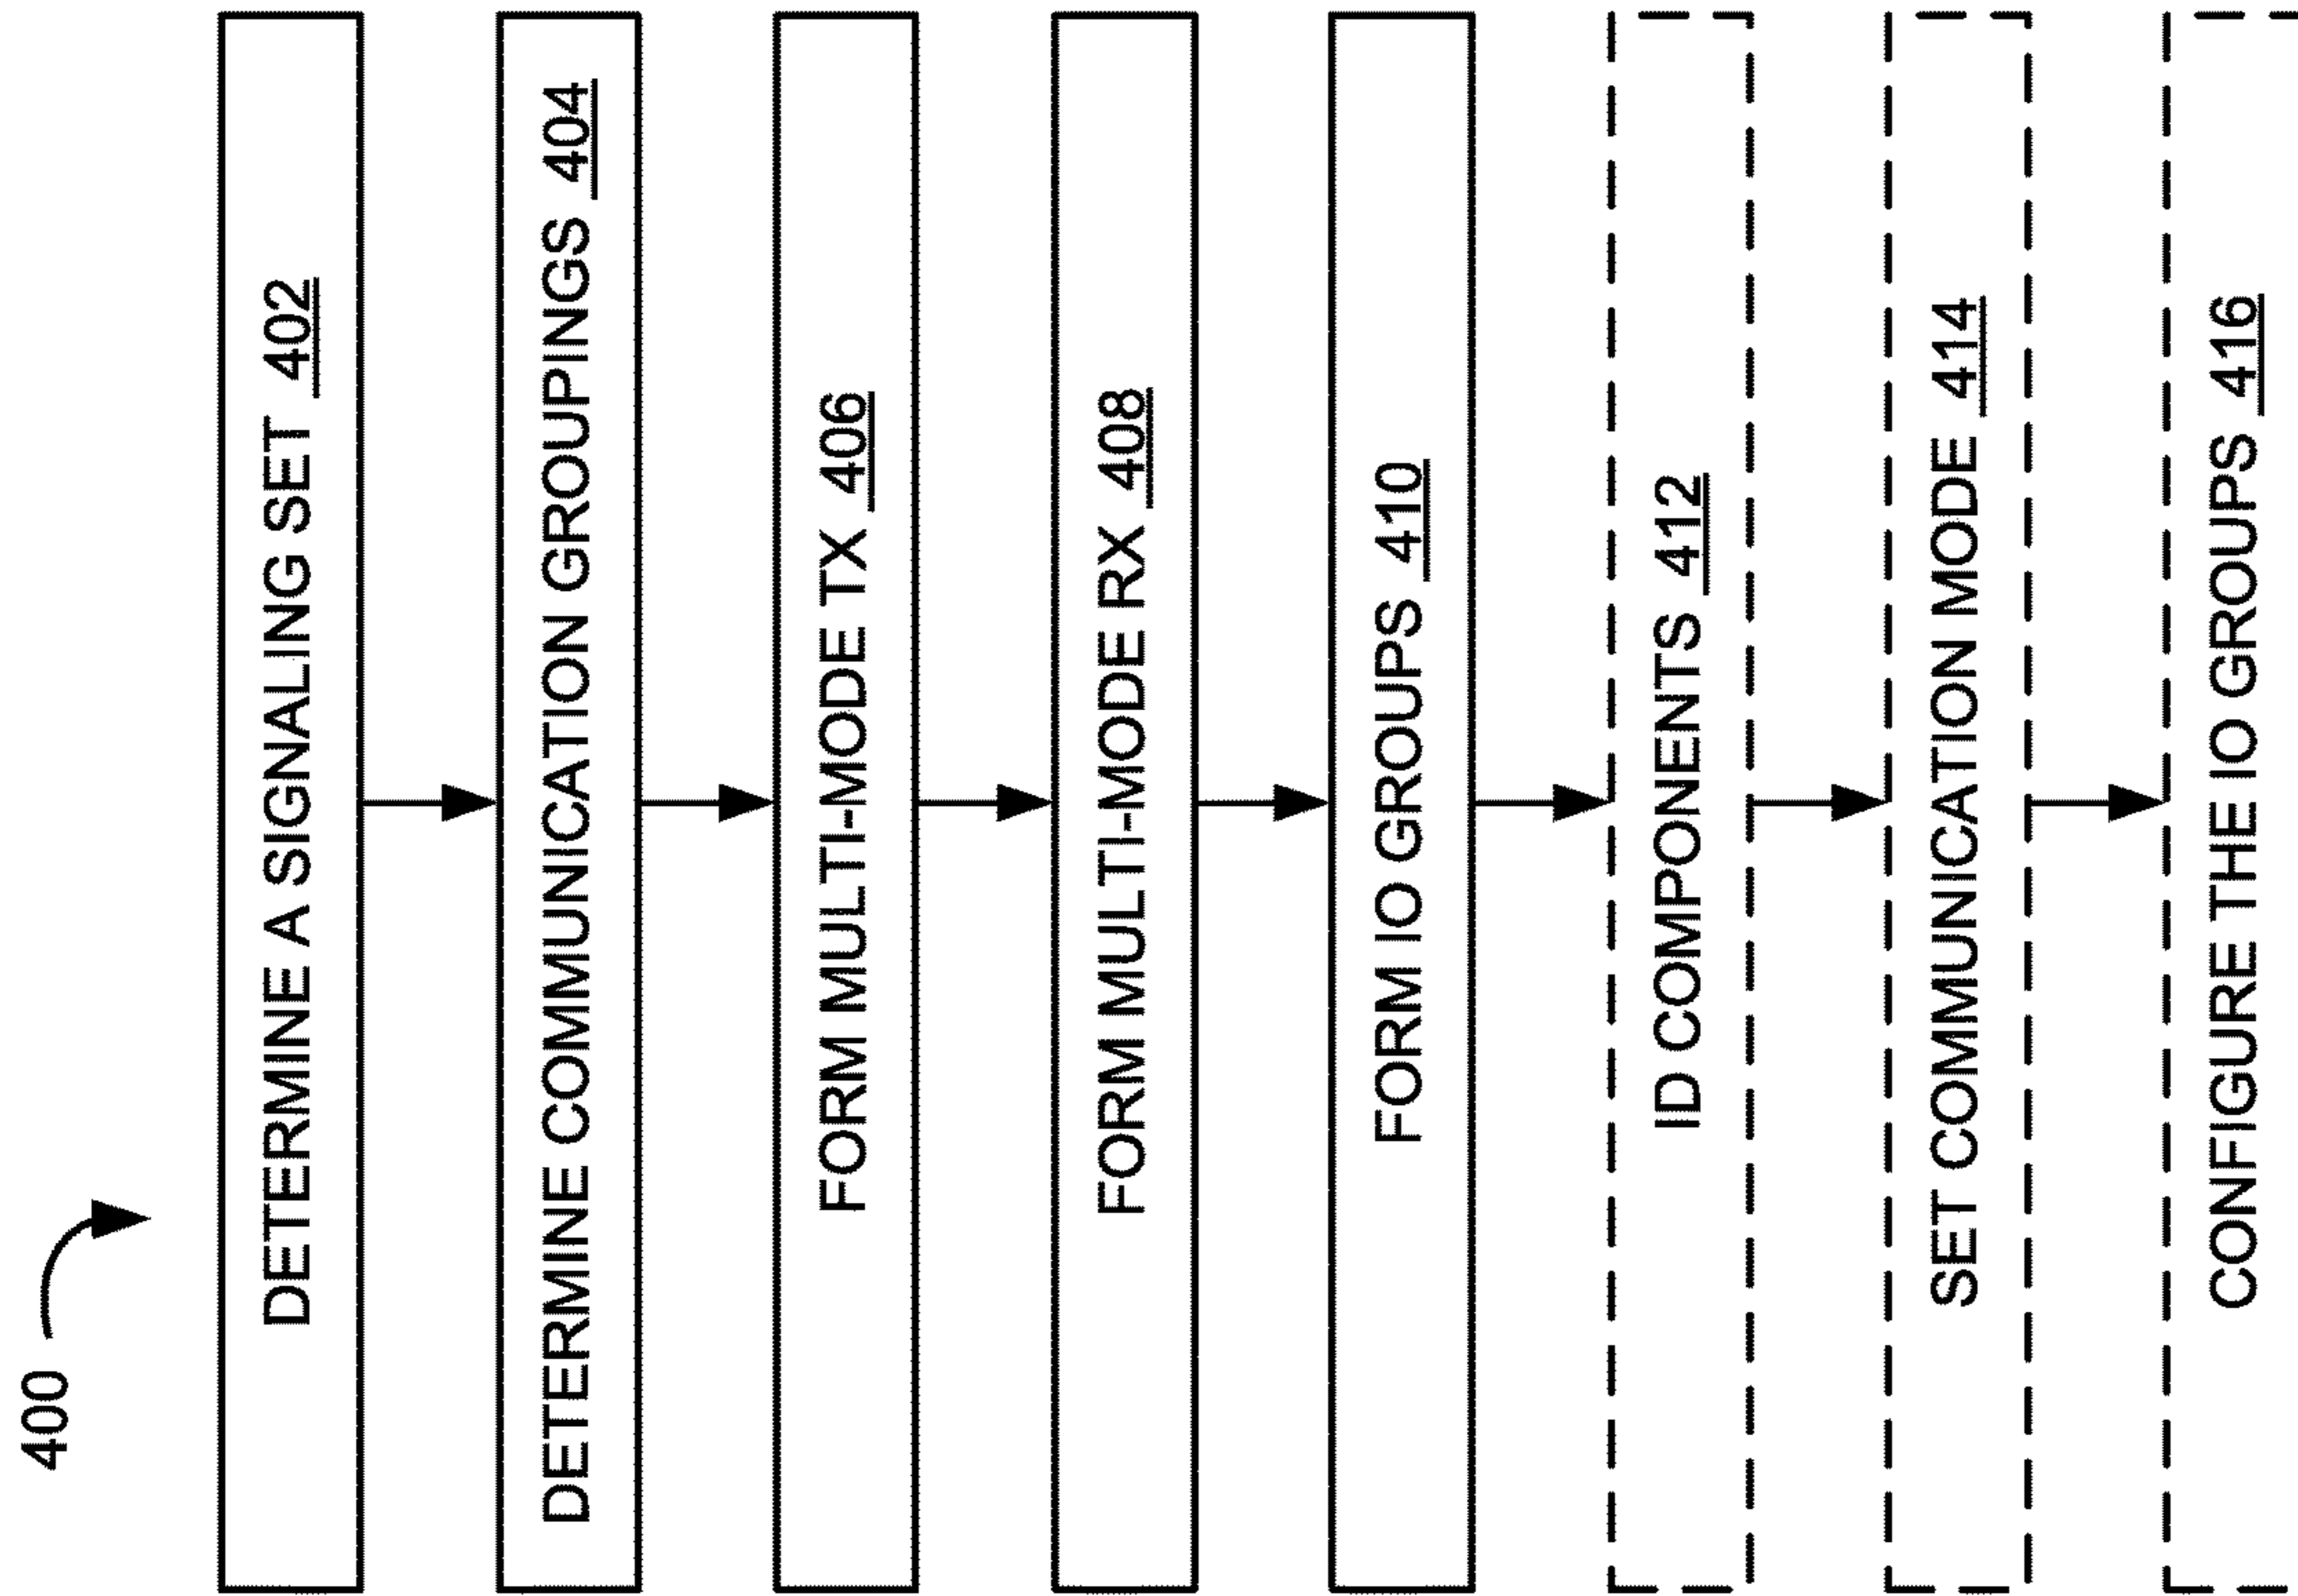 400
DETERMINE A SIGNALING SET 402
DETERMINE COMMUNICATION GROUPINGS 404
FORM MULTI-MODE TX 406
FORM MULTI-MODE RX 408
FORM IO GROUPS 410
ID COMPONENTS 412
SET COMMUNICATION MODE 414
CONFIGURE THE IO GROUPS 416